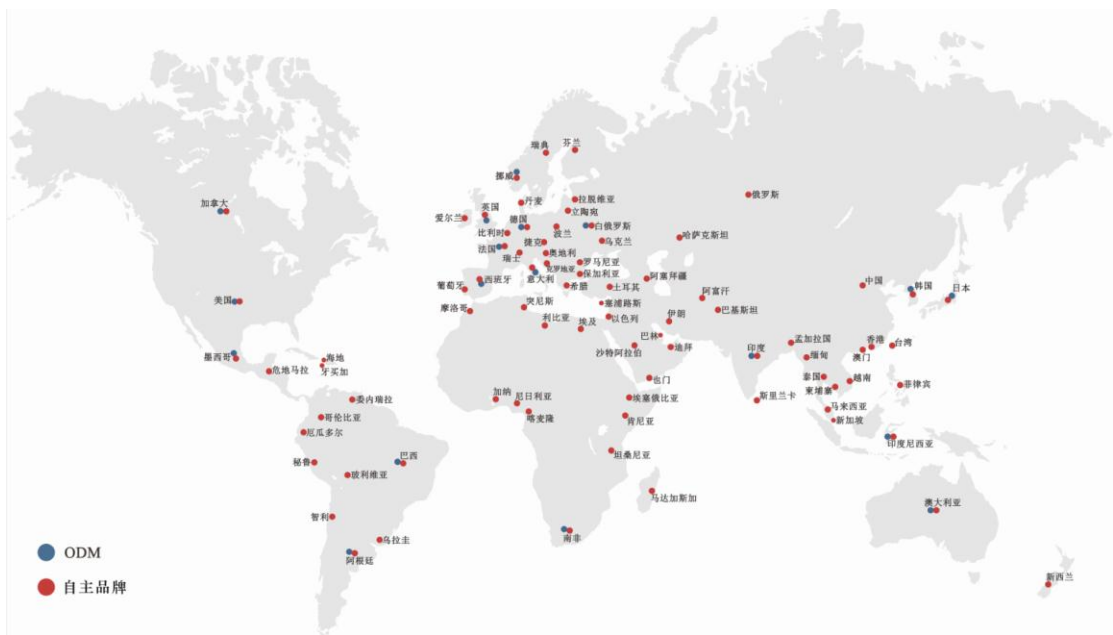 瑞典
芬兰
挪威
俄罗斯
加拿大
英国
丹麦
拉脱维亚
立陶宛
爱尔兰
德国
白俄罗斯
比利时
波兰
乌克兰
哈萨克斯坦
法国
捷克
奥地利
瑞士
罗马尼亚
克罗地亚
保加利亚
阿塞拜疆
西班牙
意大利
希腊
土耳其
阿富汗
中国
韩国
日本
葡萄牙
美国
摩洛哥
突尼斯
塞浦路斯
巴基斯坦
利比亚
埃及
以色列
伊朗
巴林
沙特阿拉伯
迪拜
印度
孟加拉国
香港
台湾
澳门
缅甸
墨西哥
海地
牙买加
危地马拉
也门
泰国
越南
柬埔寨
菲律宾
委内瑞拉
加纳
尼日利亚
埃塞俄比亚
斯里兰卡
马来西亚
哥伦比亚
喀麦隆
肯尼亚
新加坡
厄瓜多尔
印度尼西亚
秘鲁
巴西
坦桑尼亚
玻利维亚
马达加斯加
澳大利亚
智利
乌拉圭
南非
阿根廷
新西兰
ODM
自主品牌